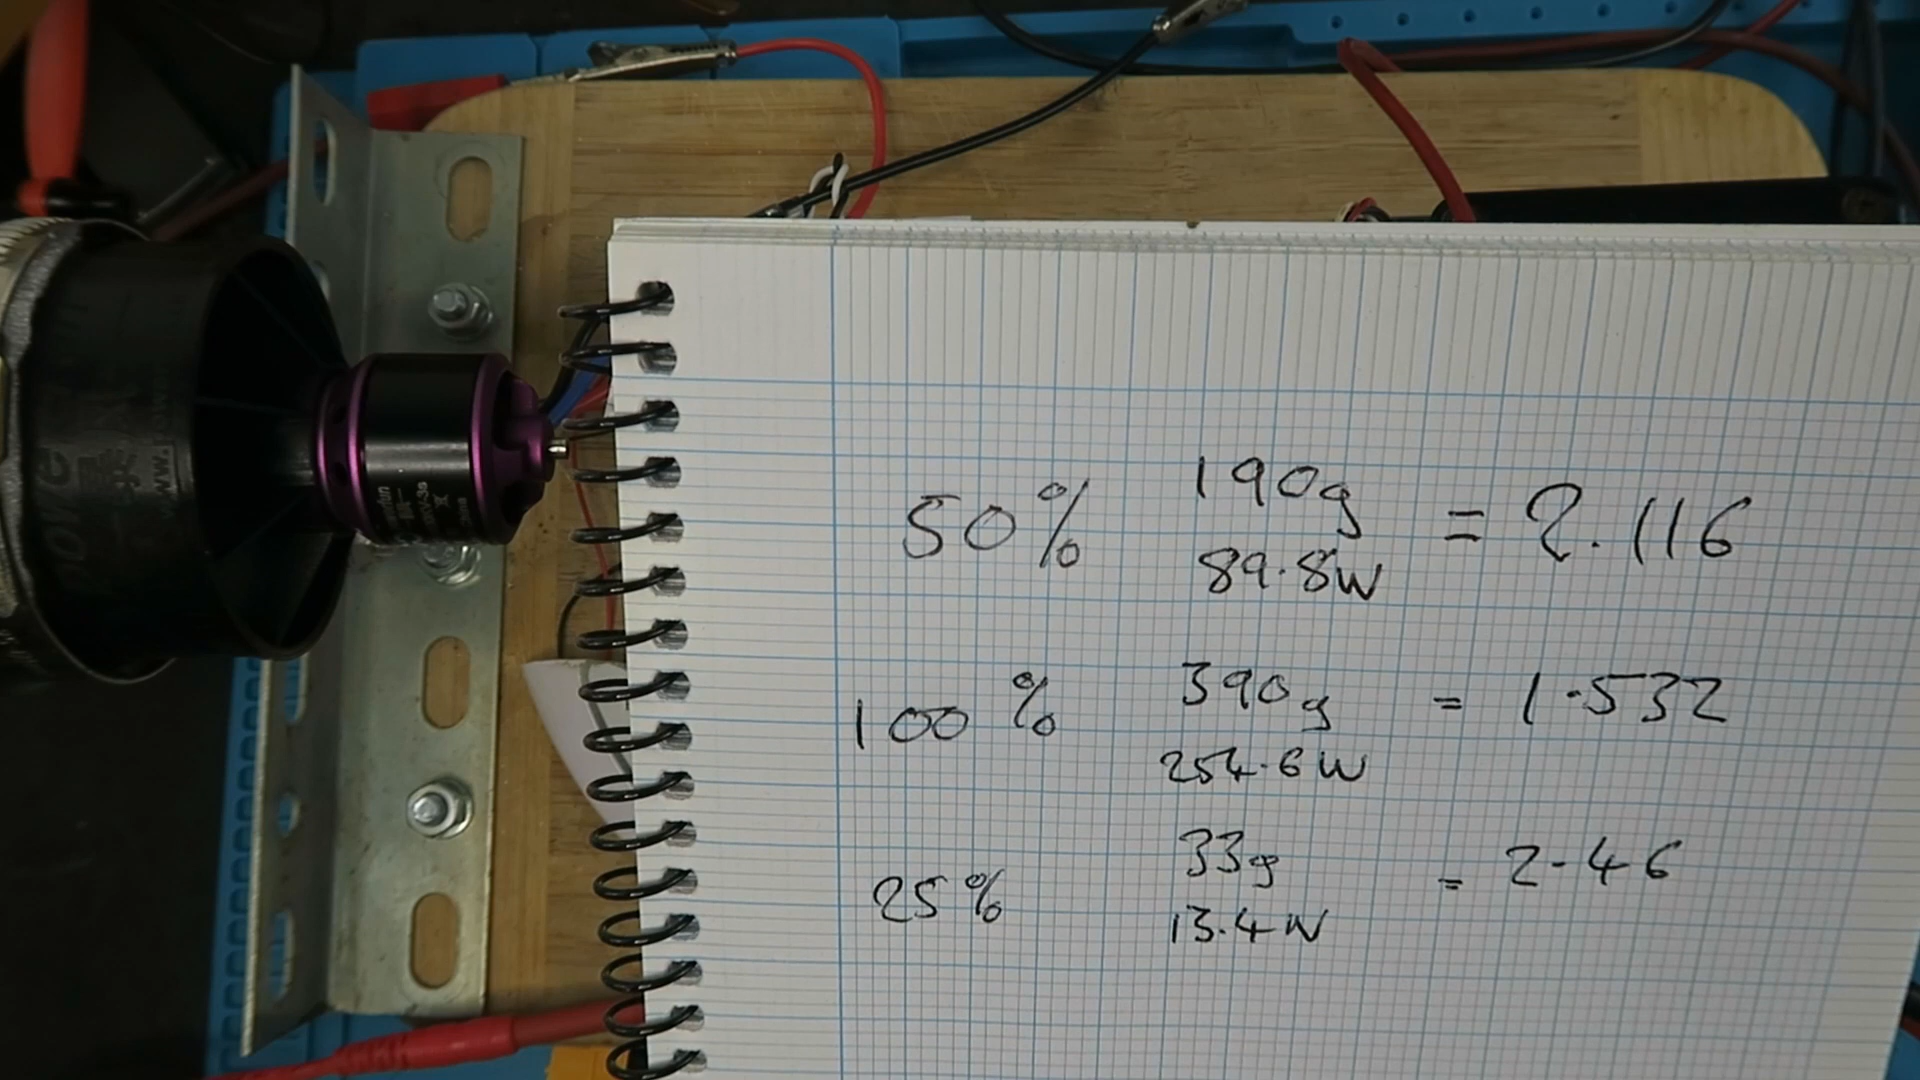 50% 190g = 2.116
89.8W
100% 390g = 1.532
254.6W
25% 33g = 2.46
13.4W